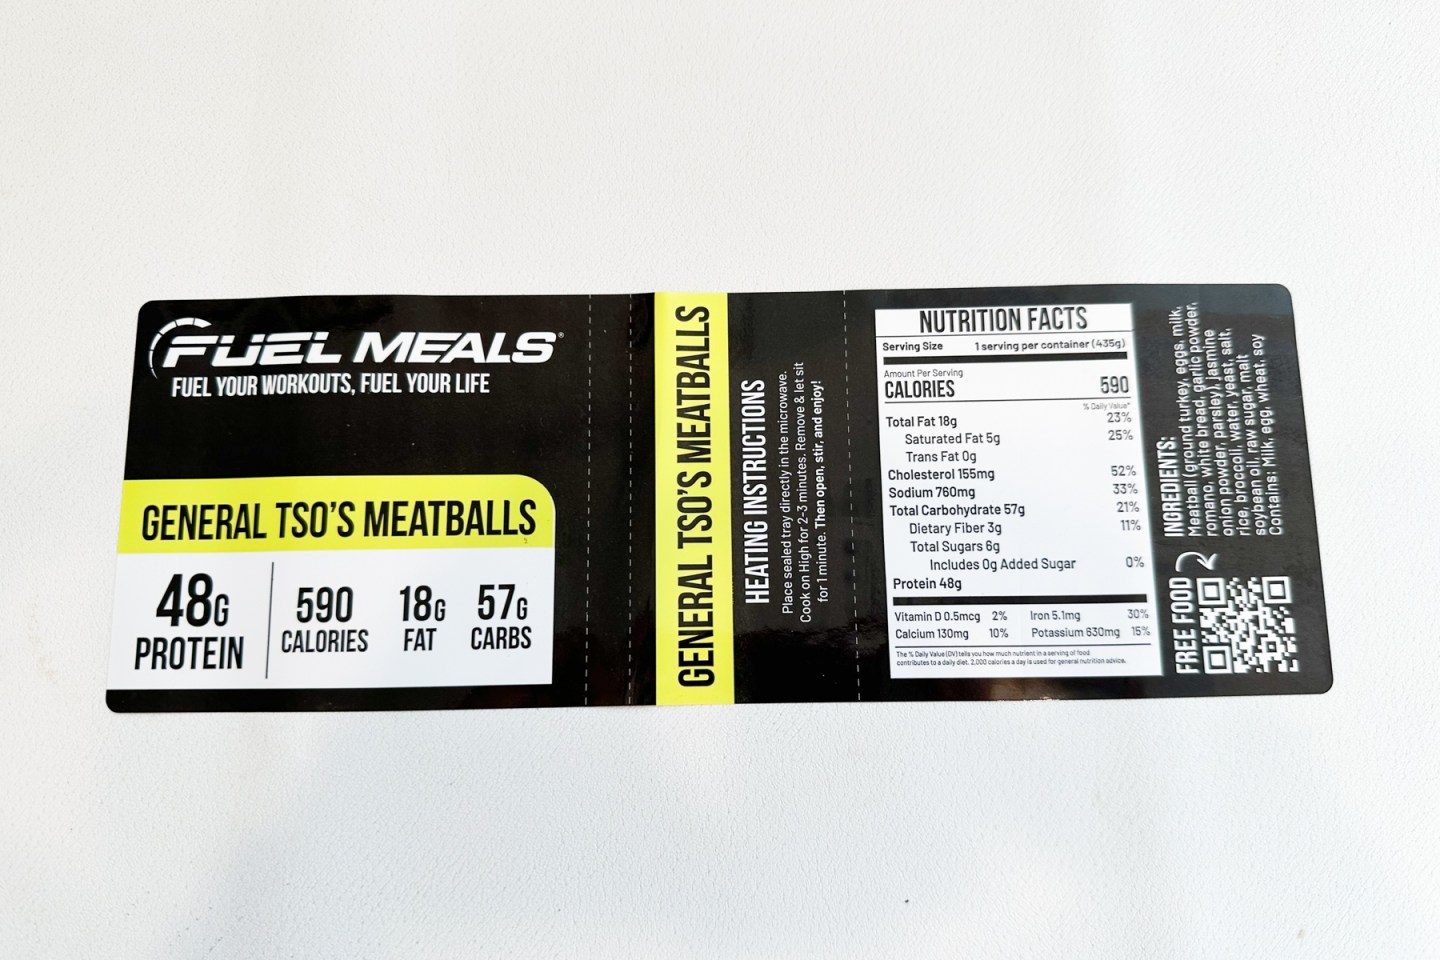 FUEL MEALS®
FUEL YOUR WORKOUTS, FUEL YOUR LIFE
GENERAL TSO'S MEATBALLS
48G
PROTEIN
590
CALORIES
18G
FAT
57G
CARBS
GENERAL TSO'S MEATBALLS
HEATING INSTRUCTIONS
Place sealed tray directly in the microwave.
Cook on High for 2-3 minutes. Remove & let sit
for 1 minute. Then open, stir, and enjoy!
NUTRITION FACTS
Serving Size 1 serving per container (435g)
Amount Per Serving
CALORIES 590
% Daily Value*
Total Fat 18g 23%
Saturated Fat 5g 25%
Trans Fat 0g
Cholesterol 155mg 52%
Sodium 760mg 33%
Total Carbohydrate 57g 21%
Dietary Fiber 3g 11%
Total Sugars 6g
Includes 0g Added Sugar 0%
Protein 48g
Vitamin D 0.5mcg 2% Iron 5.1mg 30%
Calcium 130mg 10% Potassium 630mg 15%
The % Daily Value (DV) tells you how much nutrient in a serving of food
contributes to a daily diet. 2,000 calories a day is used for general nutrition advice.
FREE FOOD
INGREDIENTS:
Meatball (ground turkey, eggs, milk,
romano, white bread, garlic powder,
onion powder, parsley), jasmine
rice, broccoli, water, yeast, salt,
soybean oil, raw sugar, malt
Contains: Milk, egg, wheat, soy